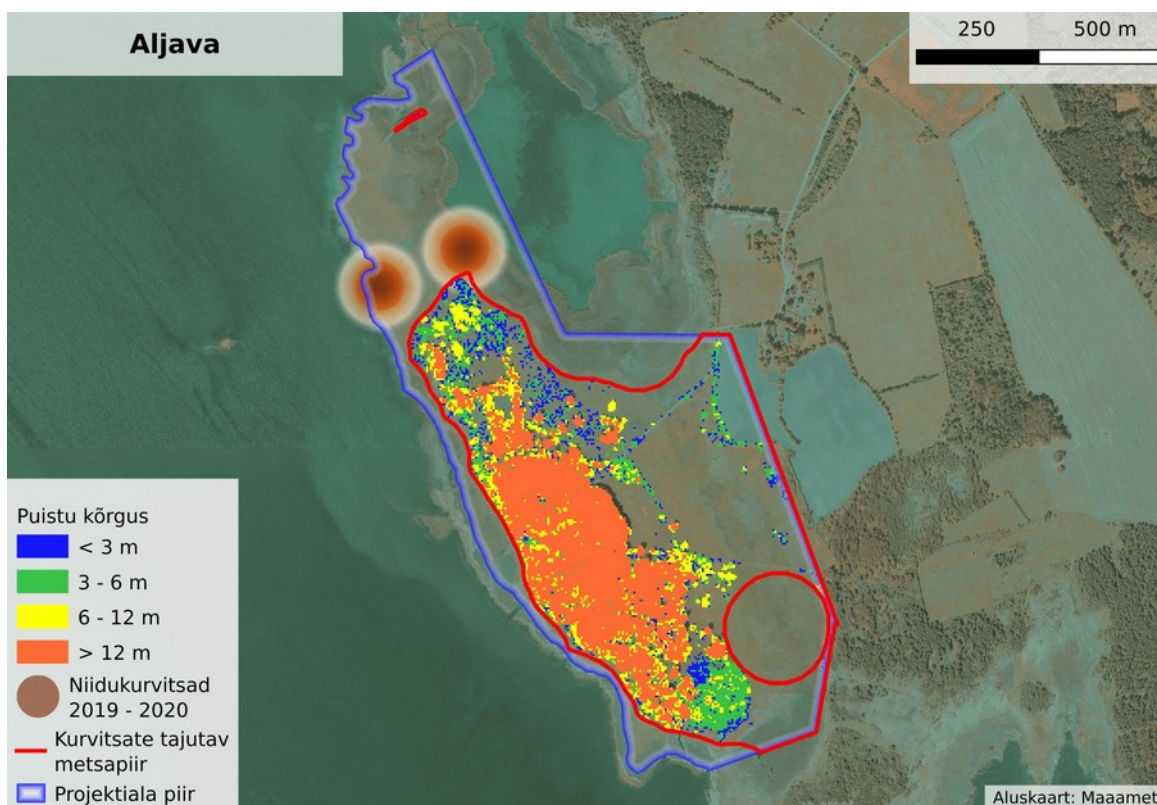 Aljava
250 500 m
Puistu kõrgus
< 3 m
3 - 6 m
6 - 12 m
> 12 m
Niidukurvitsad
2019 - 2020
Kurvitsate tajutav
metsapiir
Projektiala piir
Aluskaart: Maaamet